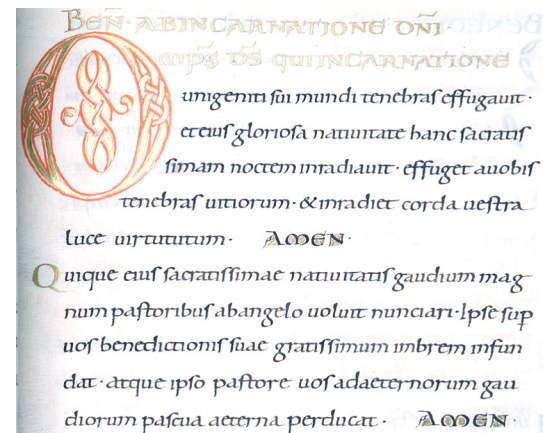 BEN̄· AB INCARNATIONE DN̄I
OMPS̄ D̄S QUI INCARNATIONE
unigeniti sui mundi tenebras effugauit·
et eius gloriosa natiuitate hanc sacratis
simam noctem inradiauit· effuget a uobis
tenebras uitiorum· & inradiet corda uestra
luce uirtutum· AMEN·
Quique eius sacratissimae natiuitatis gaudium mag
num pastoribus ab angelo uoluit nunciari· Ipse sup̄
uos benedictionis suae gratissimum imbrem infun
dat· atque ipso pastore uos ad aeternorum gau
diorum pascua aeterna perducat· AMEN·